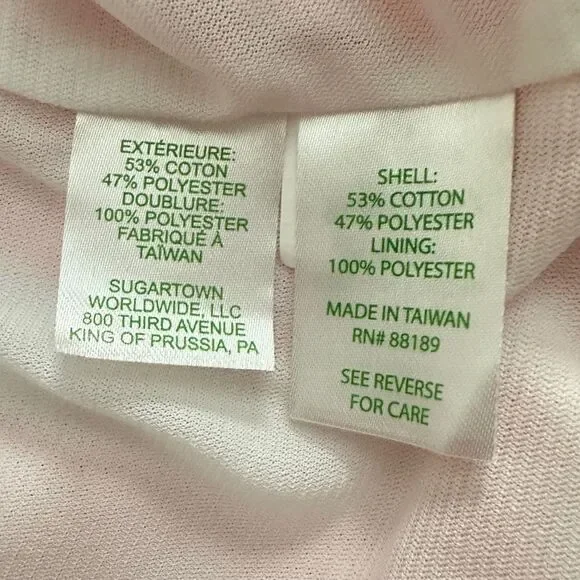 EXTÉRIEURE:
53% COTON
47% POLYESTER
DOUBLURE:
100% POLYESTER
FABRIQUÉ À
TAÏWAN
SUGARTOWN
WORLDWIDE, LLC
800 THIRD AVENUE
KING OF PRUSSIA, PA
SHELL:
53% COTTON
47% POLYESTER
LINING:
100% POLYESTER
MADE IN TAIWAN
RN# 88189
SEE REVERSE
FOR CARE